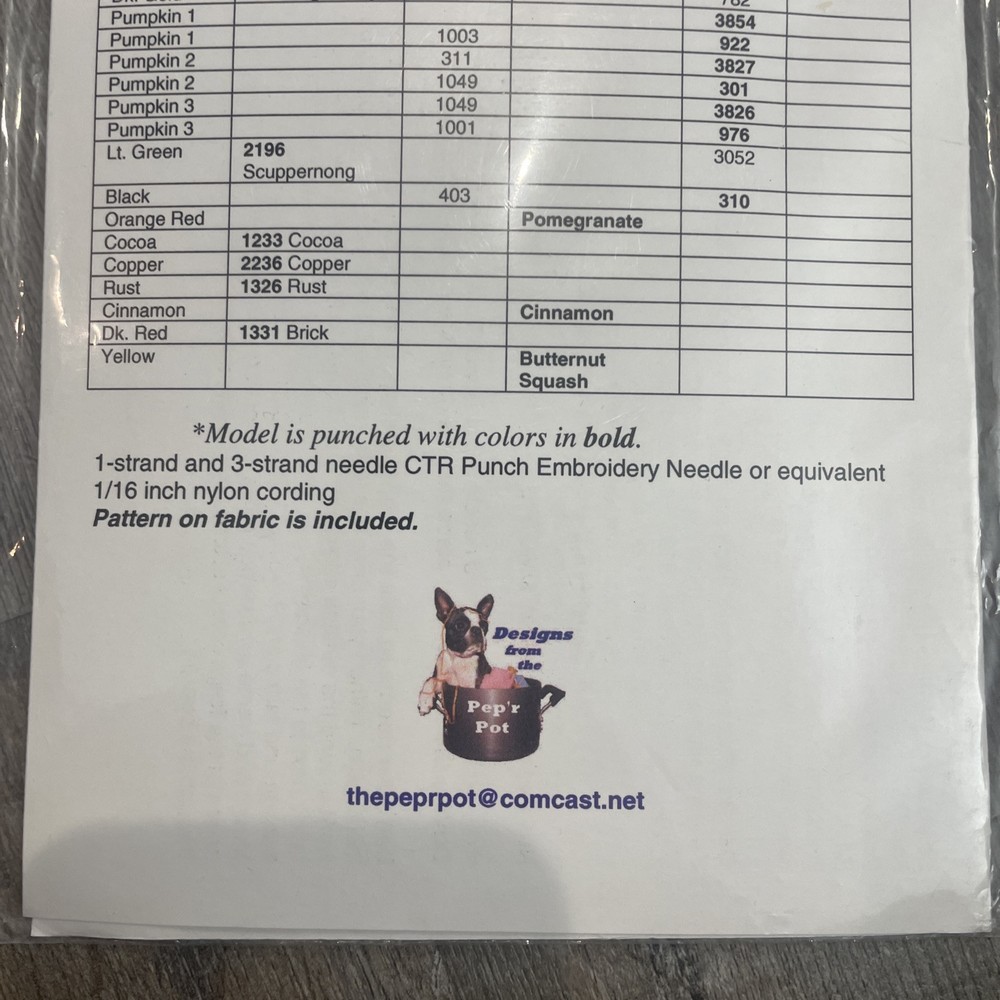 Pumpkin 1 3854
Pumpkin 1 1003 922
Pumpkin 2 311 3827
Pumpkin 2 1049 301
Pumpkin 3 1049 3826
Pumpkin 3 1001 976
Lt. Green 2196 3052
Scuppernong
Black 403 310
Orange Red Pomegranate
Cocoa 1233 Cocoa
Copper 2236 Copper
Rust 1326 Rust
Cinnamon Cinnamon
Dk. Red 1331 Brick
Yellow Butternut
Squash
*Model is punched with colors in bold.
1-strand and 3-strand needle CTR Punch Embroidery Needle or equivalent
1/16 inch nylon cording
Pattern on fabric is included.
Designs
from
the
Pep'r
Pot
thepeprpot@comcast.net